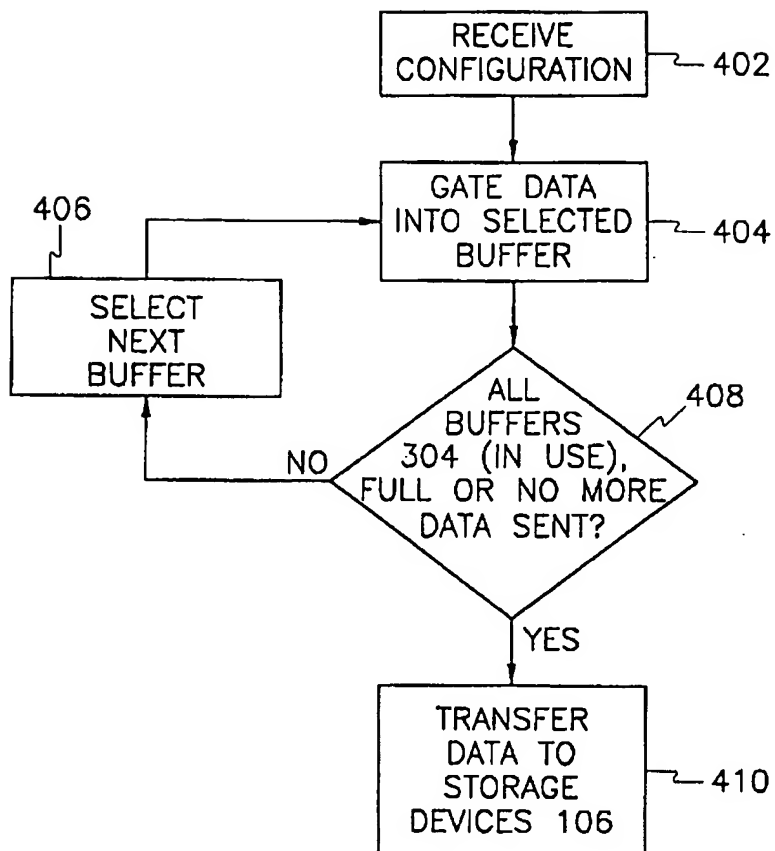 RECEIVE
CONFIGURATION
402
GATE DATA
INTO SELECTED
BUFFER
404
406
SELECT
NEXT
BUFFER
ALL
BUFFERS
304 (IN USE),
FULL OR NO MORE
DATA SENT?
408
NO
YES
TRANSFER
DATA TO
STORAGE
DEVICES 106
410